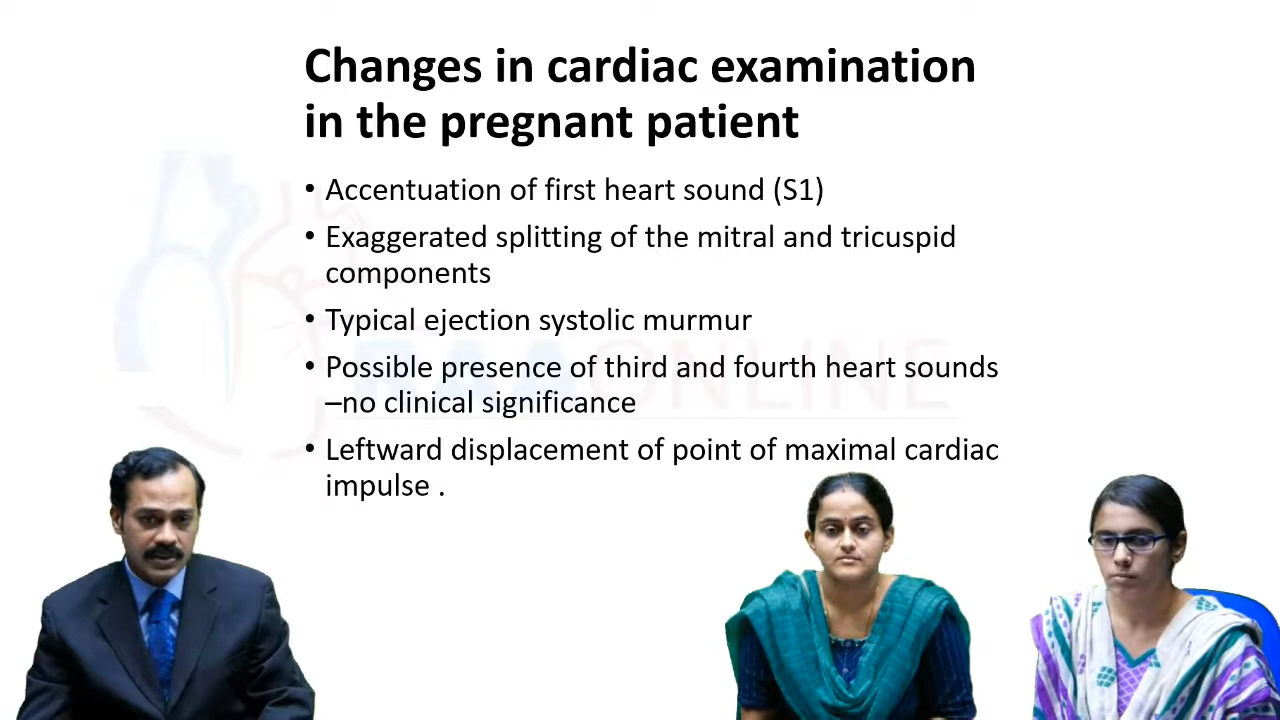 Changes in cardiac examination
in the pregnant patient
• Accentuation of first heart sound (S1)
• Exaggerated splitting of the mitral and tricuspid
components
• Typical ejection systolic murmur
• Possible presence of third and fourth heart sounds
–no clinical significance
• Leftward displacement of point of maximal cardiac
impulse .